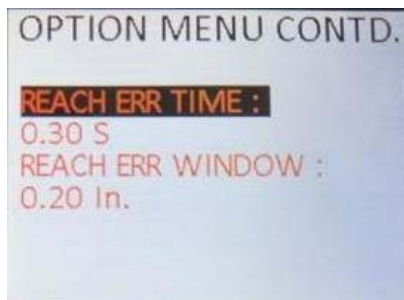 OPTION MENU CONTD.
REACH ERR TIME :
0.30 S
REACH ERR WINDOW :
0.20 In.